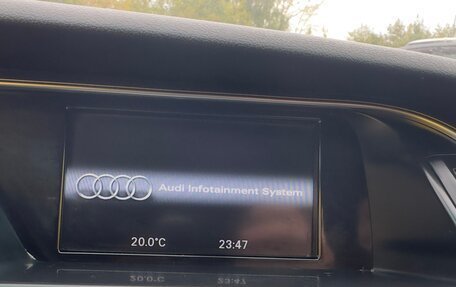 Audi Infotainment System
20.0°C 23:47